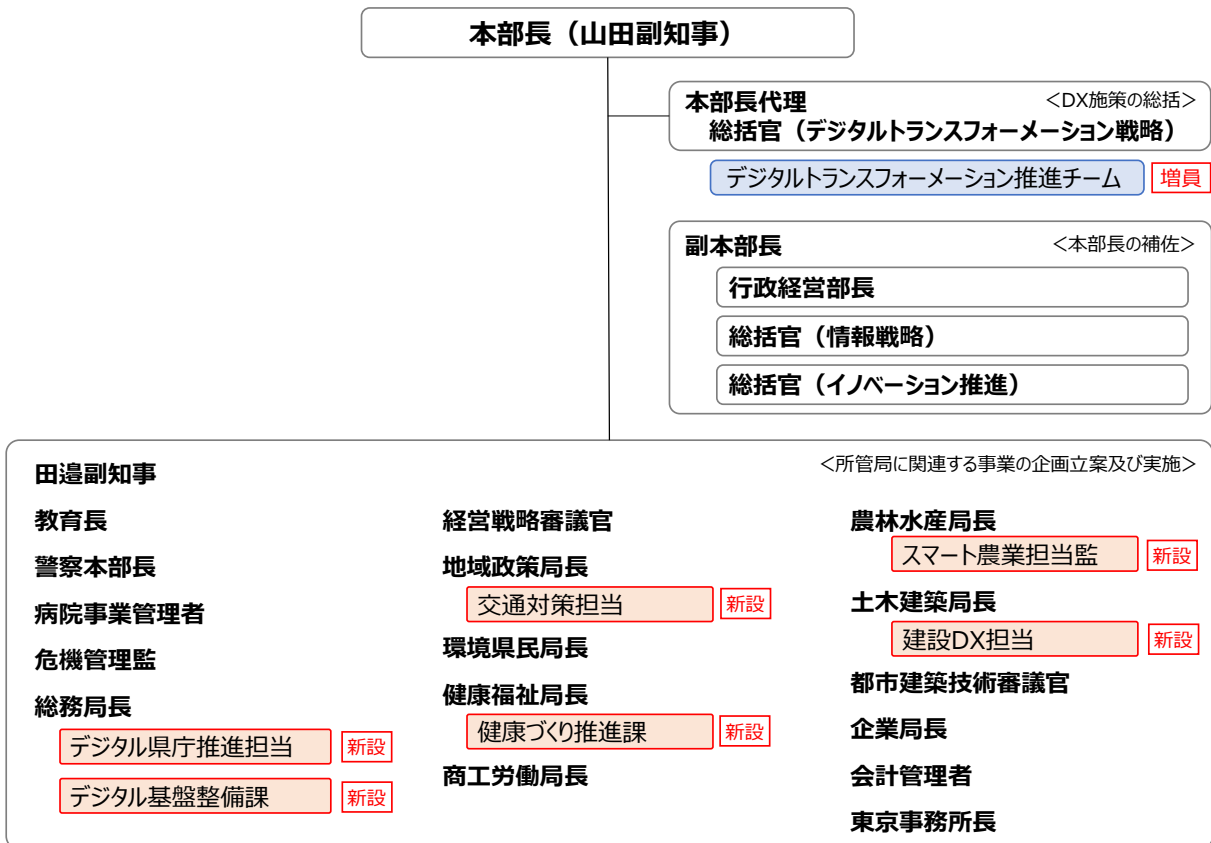 本部長（山田副知事）
本部長代理 ＜DX施策の総括＞
総括官（デジタルトランスフォーメーション戦略）
デジタルトランスフォーメーション推進チーム 増員
副本部長 ＜本部長の補佐＞
行政経営部長
総括官（情報戦略）
総括官（イノベーション推進）
＜所管局に関連する事業の企画立案及び実施＞
田邉副知事
教育長
警察本部長
病院事業管理者
危機管理監
総務局長
デジタル県庁推進担当 新設
デジタル基盤整備課 新設
経営戦略審議官
地域政策局長
交通対策担当 新設
環境県民局長
健康福祉局長
健康づくり推進課 新設
商工労働局長
農林水産局長
スマート農業担当監 新設
土木建築局長
建設DX担当 新設
都市建築技術審議官
企業局長
会計管理者
東京事務所長